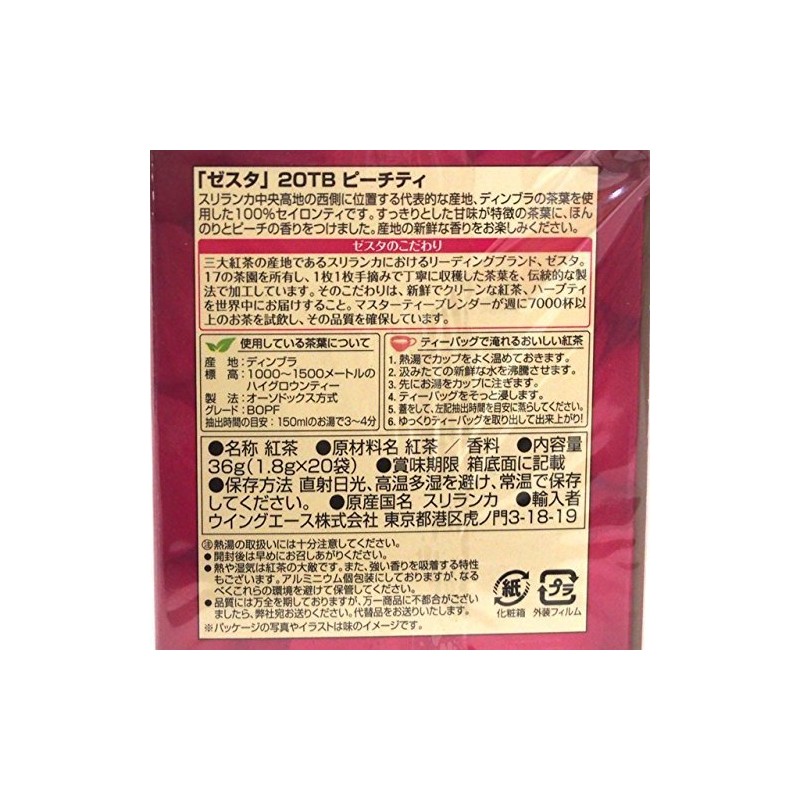 「ゼスタ」 20TB ピーチティ
スリランカ中央高地の西側に位置する代表的な産地、ディンブラの茶葉を使
用した100%セイロンティです。すっきりとした甘味が特徴の茶葉に、ほん
のりとピーチの香りをつけました。産地の新鮮な香りをお楽しみください。
ゼスタのこだわり
三大紅茶の産地であるスリランカにおけるリーディングブランド、ゼスタ。
17の茶園を所有し、1枚1枚手摘みで丁寧に収穫した茶葉を、伝統的な製
法で加工しています。そのこだわりは、新鮮でクリーンな紅茶、ハーブティ
を世界中にお届けすること。マスターティーブレンダーが週に7000杯以
上のお茶を試飲し、その品質を確保しています。
使用している茶葉について
産 地：ディンブラ
標 高：1000～1500メートルの
ハイグロウンティー
製 法：オーソドックス方式
グレード：BOPF
抽出時間の目安：150mlのお湯で3～4分
ティーバッグで淹れるおいしい紅茶
1. 熱湯でカップをよく温めておきます。
2. 汲みたての新鮮な水を沸騰させます。
3. 先にお湯をカップに注ぎます。
4. ティーバッグをそっと浸します。
5. 蓋をして、左記抽出時間を目安に蒸らしてください。
6. ゆっくりティーバッグを取り出して出来上がり!
●名称 紅茶 ●原材料名 紅茶／香料 ●内容量
36g(1.8g×20袋) ●賞味期限 箱底面に記載
●保存方法 直射日光、高温多湿を避け、常温で保存
してください。 ●原産国名 スリランカ ●輸入者
ウイングエース株式会社 東京都港区虎ノ門3-18-19
㊟熱湯の取扱いには十分注意してください。
●開封後は早めにお召しあがりください。
●熱や湿気は紅茶の大敵です。また、強い香りを吸着する特性
もございます。アルミニウム個包装にしておりますが、なる
べくこれらの環境を避けて保管してください。
●品質には万全を期しておりますが、万一商品に不都合がござい
ましたら、弊社宛お送りください。代替品をお送りいたします。
※パッケージの写真やイラストは味のイメージです。
紙
化粧箱
プラ
外装フィルム